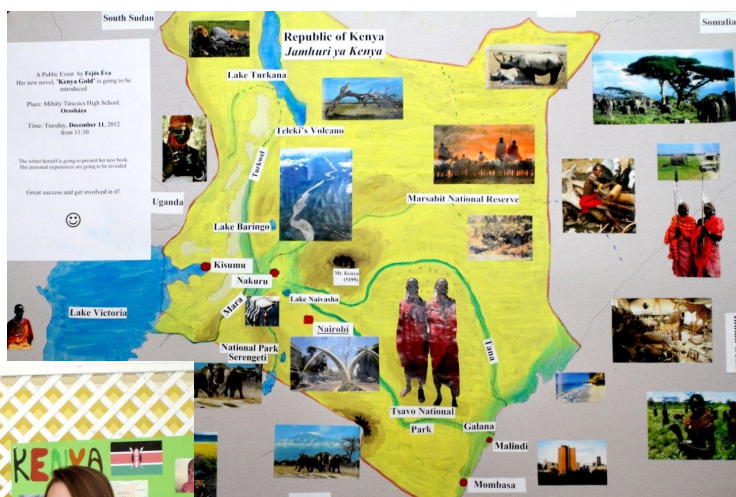 South Sudan
Somalia
Republic of Kenya
Jamhuri ya Kenya
A Public Event by Fejős Éva
Her new novel, 'Kenya Gold' is going to be
introduced
Place: Mihály Táncsics High School,
Orosháza
Time: Tuesday, December 11, 2012
from 11:30
The writer herself is going to present her new book.
Her personal experiences are going to be revealed
Great success and get involved in it!
Lake Turkana
Teleki's Volcano
Turkwel
Marsabit National Reserve
Uganda
Lake Baringo
Kisumu
Nakuru
Mt. Kenya
(5199)
Lake Victoria
Mara
Lake Naivasha
Nairobi
National Park
Serengeti
Tana
Tsavo National
Park
Galana
Malindi
Mombasa
KENYA